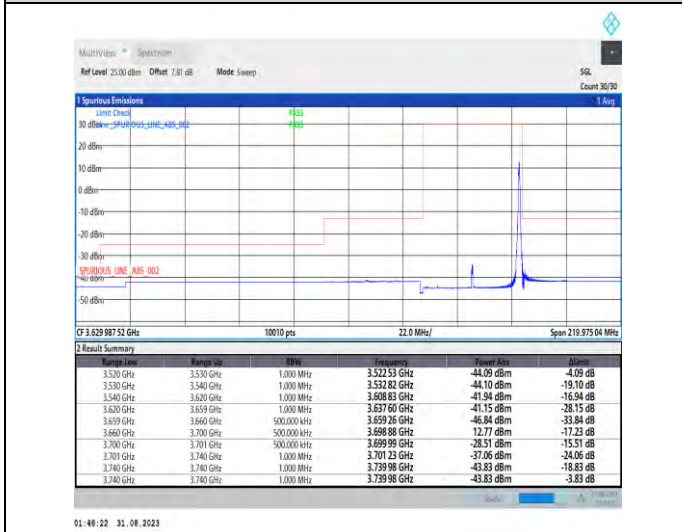 MultiView Spectrum
Ref Level 25.00 dBm Offset 7.81 dB Mode Sweep SGL
Count 30/30
1 Spurious Emissions 1 Avg
Limit Check PASS
30 dBm _SPURIOUS_LINE_ABS_002 PASS
20 dBm
10 dBm
0 dBm
-10 dBm
-20 dBm
-30 dBm
SPURIOUS_LINE_ABS_002
-40 dBm
-50 dBm
CF 3.629 987 52 GHz 10010 pts 22.0 MHz/ Span 219.975 04 MHz
2 Result Summary
Range Low Range Up RBW Frequency Power Abs ΔLimit
3.520 GHz 3.530 GHz 1.000 MHz 3.522 53 GHz -44.09 dBm -4.09 dB
3.530 GHz 3.540 GHz 1.000 MHz 3.532 82 GHz -44.10 dBm -19.10 dB
3.540 GHz 3.620 GHz 1.000 MHz 3.608 83 GHz -41.94 dBm -16.94 dB
3.620 GHz 3.659 GHz 1.000 MHz 3.637 60 GHz -41.15 dBm -28.15 dB
3.659 GHz 3.660 GHz 500.000 kHz 3.659 26 GHz -46.84 dBm -33.84 dB
3.660 GHz 3.700 GHz 500.000 kHz 3.698 88 GHz 12.77 dBm -17.23 dB
3.700 GHz 3.701 GHz 500.000 kHz 3.699 99 GHz -28.51 dBm -15.51 dB
3.701 GHz 3.740 GHz 1.000 MHz 3.701 23 GHz -37.06 dBm -24.06 dB
3.740 GHz 3.740 GHz 1.000 MHz 3.739 98 GHz -43.83 dBm -18.83 dB
3.740 GHz 3.740 GHz 1.000 MHz 3.739 98 GHz -43.83 dBm -3.83 dB
01:48:22 31.08.2023